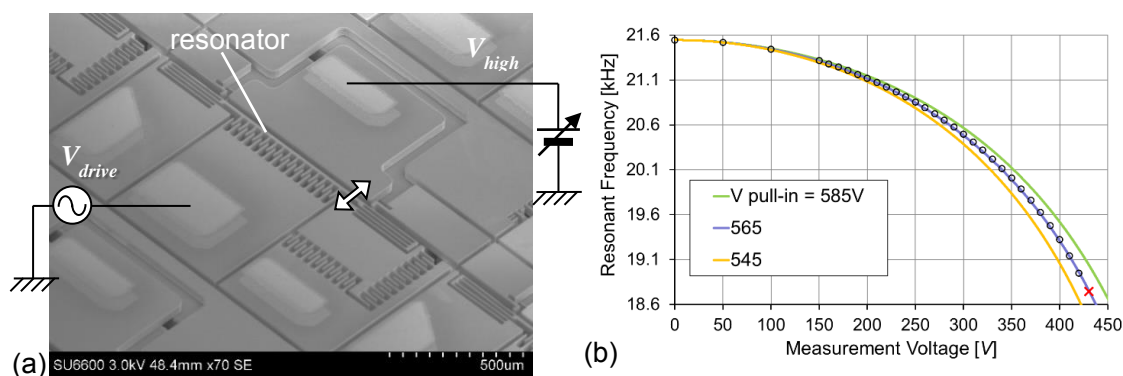 resonator
V_high
V_drive
(a)
SU6600 3.0kV 48.4mm x70 SE
500um
Resonant Frequency [kHz]
21.6
21.1
20.6
20.1
19.6
19.1
18.6
V pull-in = 585V
565
545
0 50 100 150 200 250 300 350 400 450
Measurement Voltage [V]
(b)